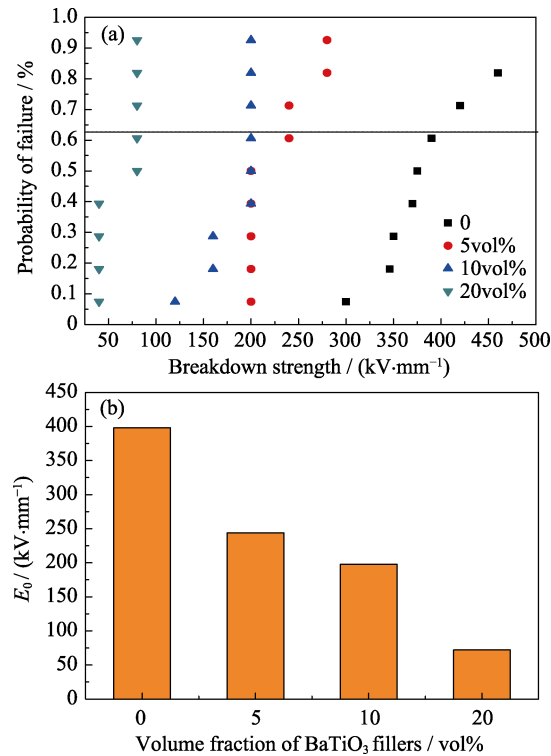 (a)
1.0
0.9
0.8
0.7
0.6
0.5
0.4
0.3
0.2
0.1
0
Probability of failure / %
0
5vol%
10vol%
20vol%
50 100 150 200 250 300 350 400 450 500
Breakdown strength / (kV·mm⁻¹)
(b)
450
400
350
300
250
200
150
100
50
0
E₀ / (kV·mm⁻¹)
0 5 10 20
Volume fraction of BaTiO₃ fillers / vol%